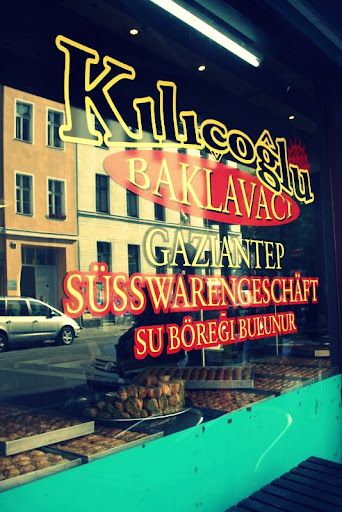 Kılıçoğlu
BAKLAVACI
GAZIANTEP
SÜSSWARENGESCHÄFT
SU BÖREĞİ BULUNUR